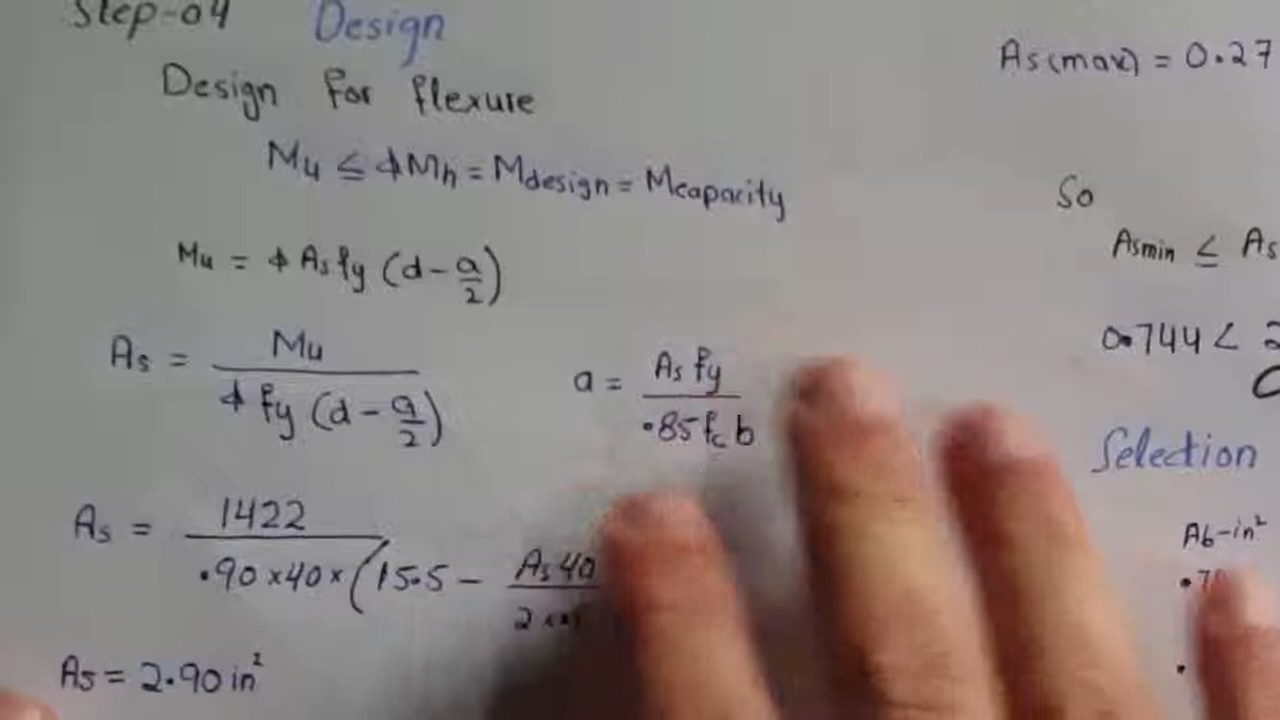 Step-04 Design
Design for flexure
Mu ≤ ϕMn = Mdesign = Mcapacity
Mu = ϕ As fy (d - a/2)
As = Mu / ϕ fy (d - a/2)
a = As fy / .85 fc b
As = 1422 / .90 x 40 x (15.5 - As 40 / 2 x
As = 2.90 in²
As(max) = 0.27
So
Asmin ≤ As
0.744 < 2
Selection
Ab-in²